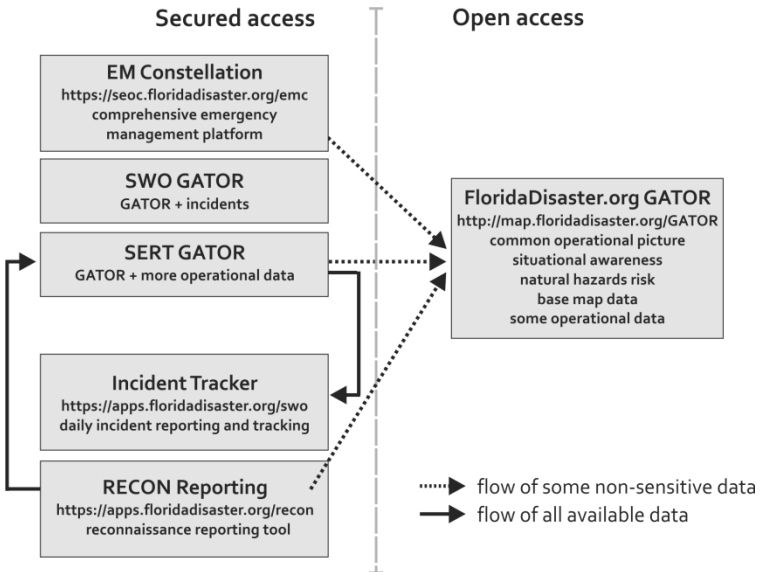 Secured access
Open access
EM Constellation
https://seoc.floridadisaster.org/emc
comprehensive emergency
management platform
SWO GATOR
GATOR + incidents
SERT GATOR
GATOR + more operational data
Incident Tracker
https://apps.floridadisaster.org/swo
daily incident reporting and tracking
RECON Reporting
https://apps.floridadisaster.org/recon
reconnaissance reporting tool
FloridaDisaster.org GATOR
http://map.floridadisaster.org/GATOR
common operational picture
situational awareness
natural hazards risk
base map data
some operational data
flow of some non-sensitive data
flow of all available data